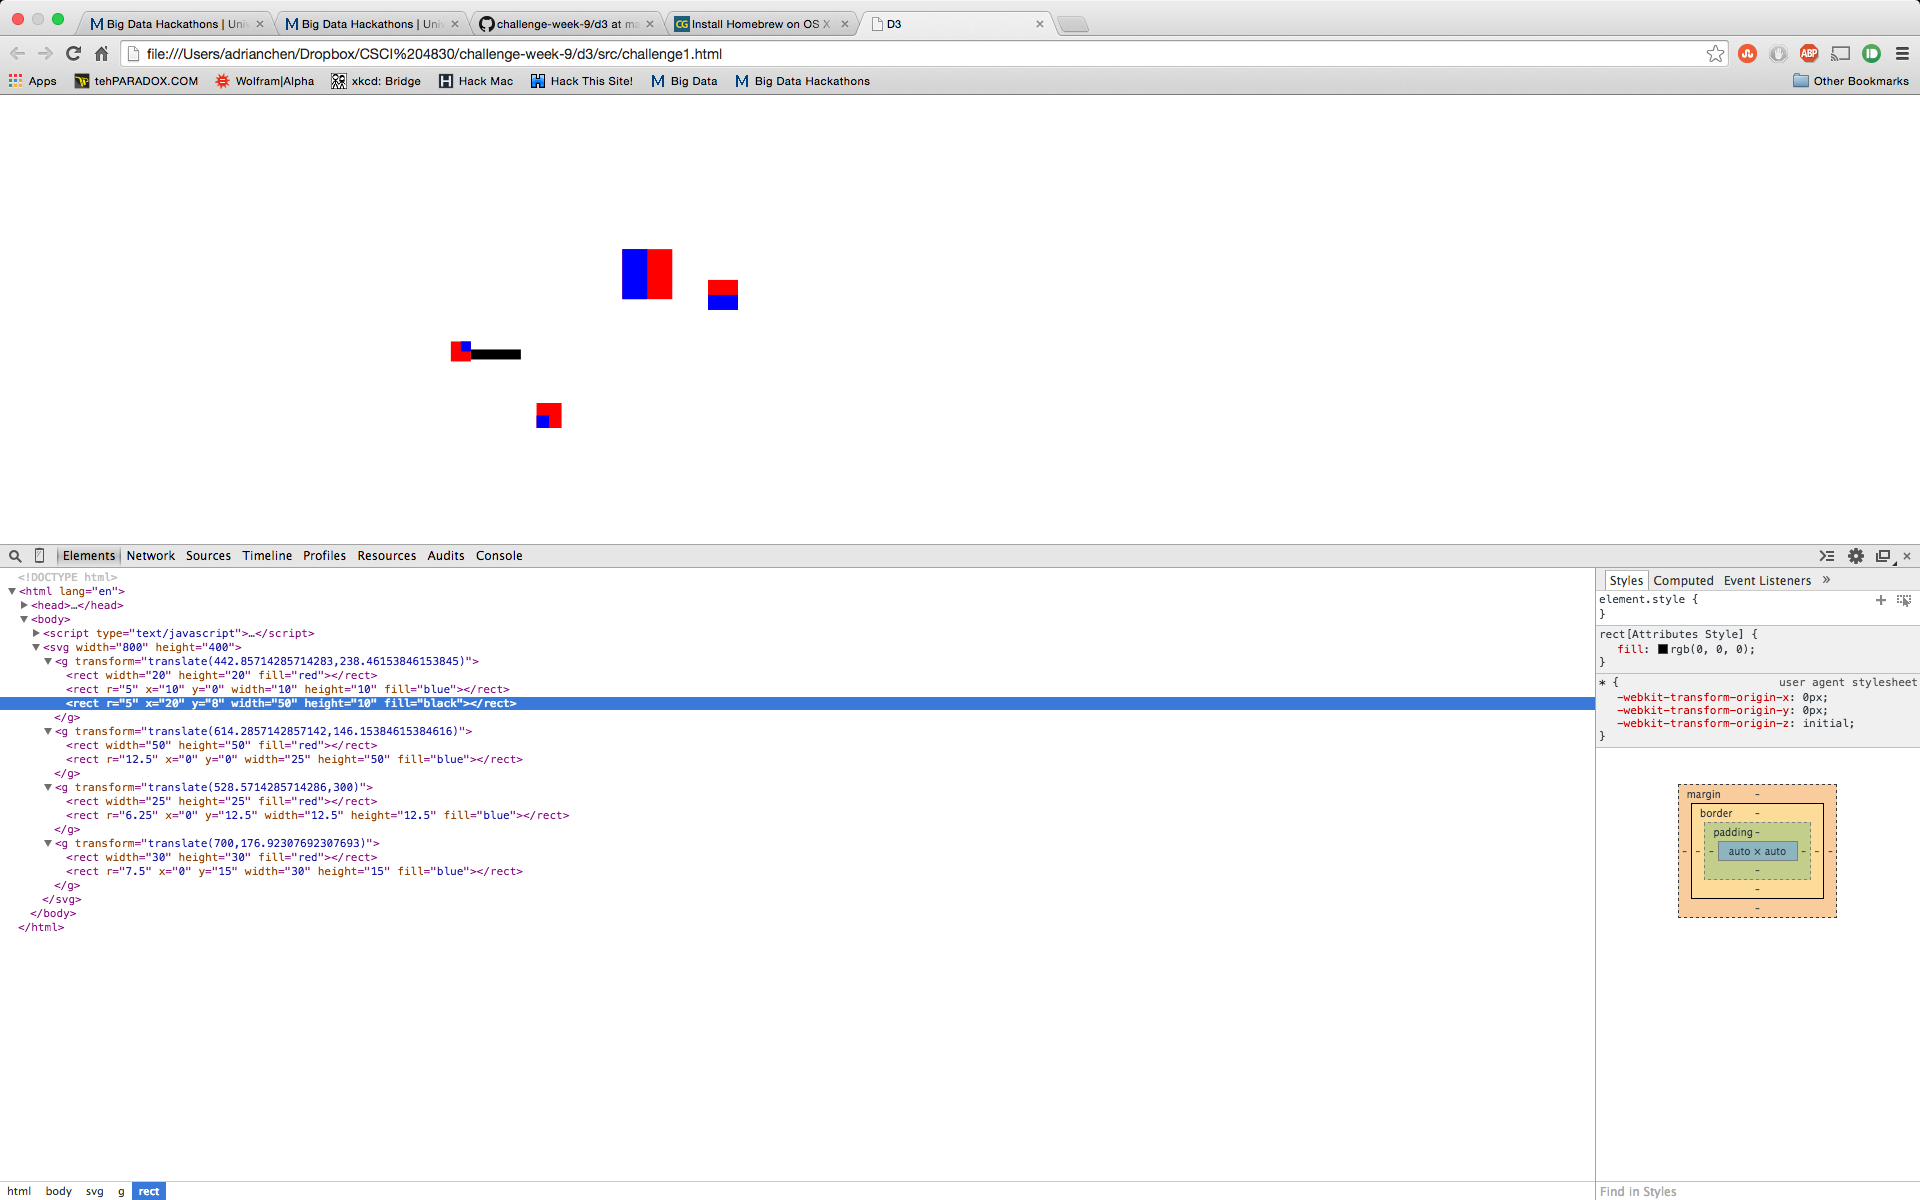 Big Data Hackathons | Uni
Big Data Hackathons | Uni
challenge-week-9/d3 at ma
Install Homebrew on OS X
D3
file:///Users/adrianchen/Dropbox/CSCI%204830/challenge-week-9/d3/src/challenge1.html
ABP
Apps
tehPARADOX.COM
Wolfram|Alpha
xkcd: Bridge
Hack Mac
Hack This Site!
Big Data
Big Data Hackathons
Other Bookmarks
Elements Network Sources Timeline Profiles Resources Audits Console
<!DOCTYPE html>
<html lang="en">
<head>…</head>
<body>
<script type="text/javascript">…</script>
<svg width="800" height="400">
<g transform="translate(442.85714285714283,238.46153846153845)">
<rect width="20" height="20" fill="red"></rect>
<rect r="5" x="10" y="0" width="10" height="10" fill="blue"></rect>
<rect r="5" x="20" y="8" width="50" height="10" fill="black"></rect>
</g>
<g transform="translate(614.2857142857142,146.15384615384616)">
<rect width="50" height="50" fill="red"></rect>
<rect r="12.5" x="0" y="0" width="25" height="50" fill="blue"></rect>
</g>
<g transform="translate(528.5714285714286,300)">
<rect width="25" height="25" fill="red"></rect>
<rect r="6.25" x="0" y="12.5" width="12.5" height="12.5" fill="blue"></rect>
</g>
<g transform="translate(700,176.92307692307693)">
<rect width="30" height="30" fill="red"></rect>
<rect r="7.5" x="0" y="15" width="30" height="15" fill="blue"></rect>
</g>
</svg>
</body>
</html>
Styles Computed Event Listeners »
element.style {
}
rect[Attributes Style] {
fill: rgb(0, 0, 0);
}
* { user agent stylesheet
-webkit-transform-origin-x: 0px;
-webkit-transform-origin-y: 0px;
-webkit-transform-origin-z: initial;
}
margin -
border -
padding -
- - - auto × auto - - -
-
-
-
html body svg g rect
Find in Styles